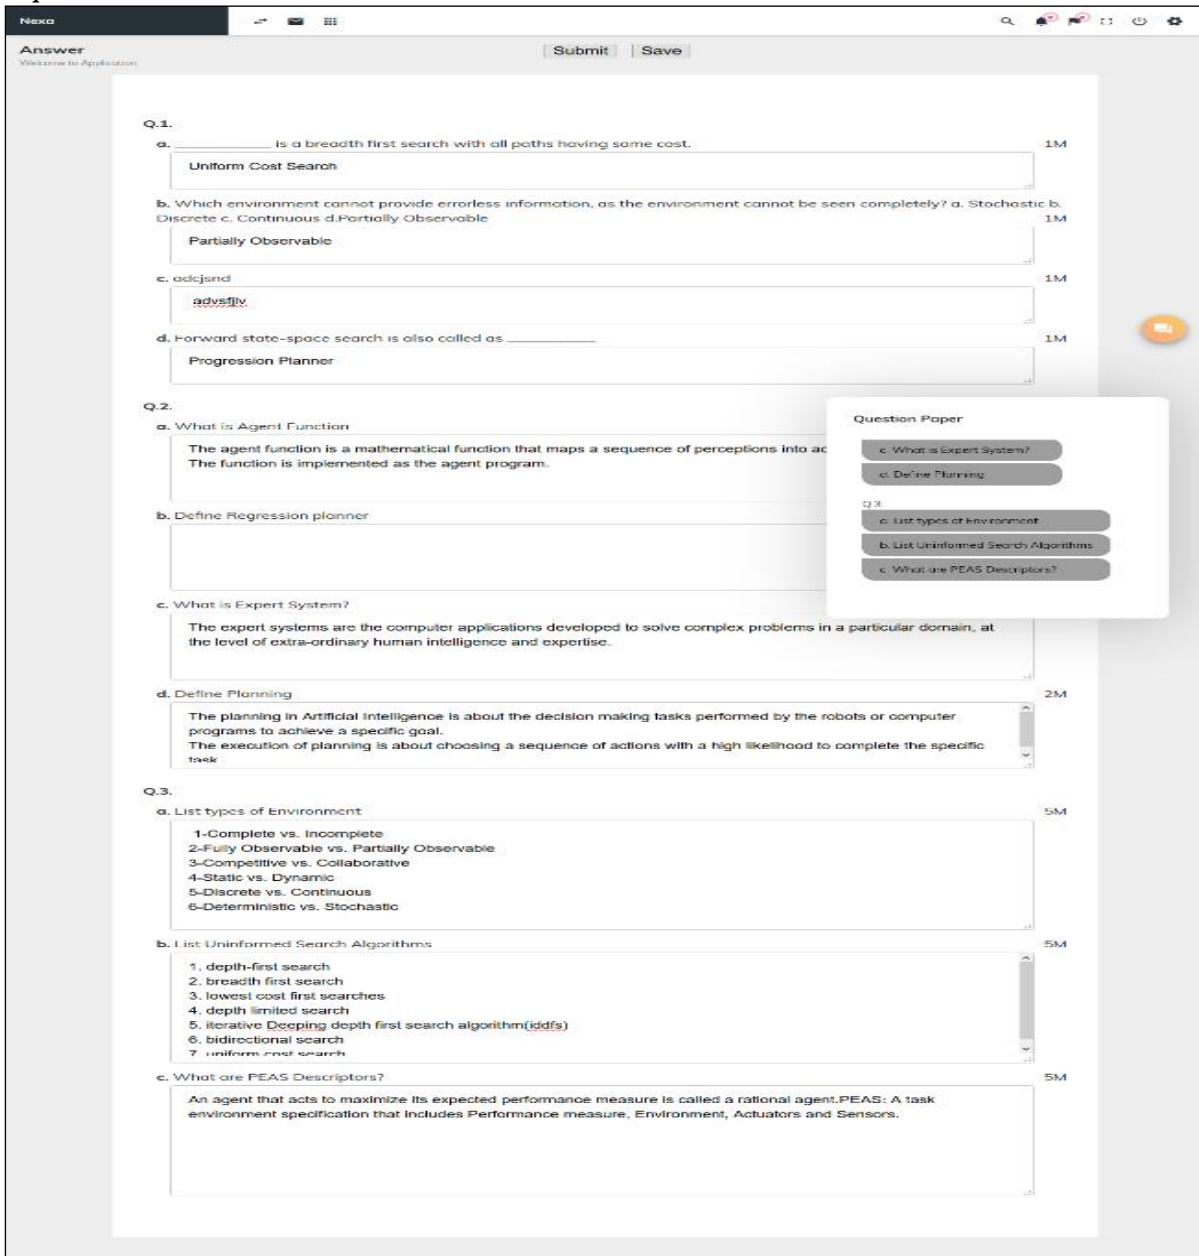 Nexa
Answer
Welcome to Application
Submit
Save
Q.1.
a. ____________ is a breadth first search with all paths having same cost. 1M
Uniform Cost Search
b. Which environment cannot provide errorless information, as the environment cannot be seen completely? a. Stochastic b.
Discrete c. Continuous d.Partially Observable 1M
Partially Observable
c. adcjsnd 1M
advsfjlv
d. Forward state-space search is also called as ___________ 1M
Progression Planner
Q.2.
a. What is Agent Function
The agent function is a mathematical function that maps a sequence of perceptions into ac
The function is implemented as the agent program.
b. Define Regression planner
c. What is Expert System?
The expert systems are the computer applications developed to solve complex problems in a particular domain, at
the level of extra-ordinary human intelligence and expertise.
d. Define Planning 2M
The planning in Artificial Intelligence is about the decision making tasks performed by the robots or computer
programs to achieve a specific goal.
The execution of planning is about choosing a sequence of actions with a high likelihood to complete the specific
task
Question Paper
c. What is Expert System?
d. Define Planning
Q 3.
a. List types of Environment
b. List Uninformed Search Algorithms
c. What are PEAS Descriptors?
Q.3.
a. List types of Environment 5M
1-Complete vs. Incomplete
2-Fully Observable vs. Partially Observable
3-Competitive vs. Collaborative
4-Static vs. Dynamic
5-Discrete vs. Continuous
6-Deterministic vs. Stochastic
b. List Uninformed Search Algorithms 5M
1. depth-first search
2. breadth first search
3. lowest cost first searches
4. depth limited search
5. iterative Deeping depth first search algorithm(iddfs)
6. bidirectional search
7. uniform cost search
c. What are PEAS Descriptors? 5M
An agent that acts to maximize its expected performance measure is called a rational agent.PEAS: A task
environment specification that includes Performance measure, Environment, Actuators and Sensors.